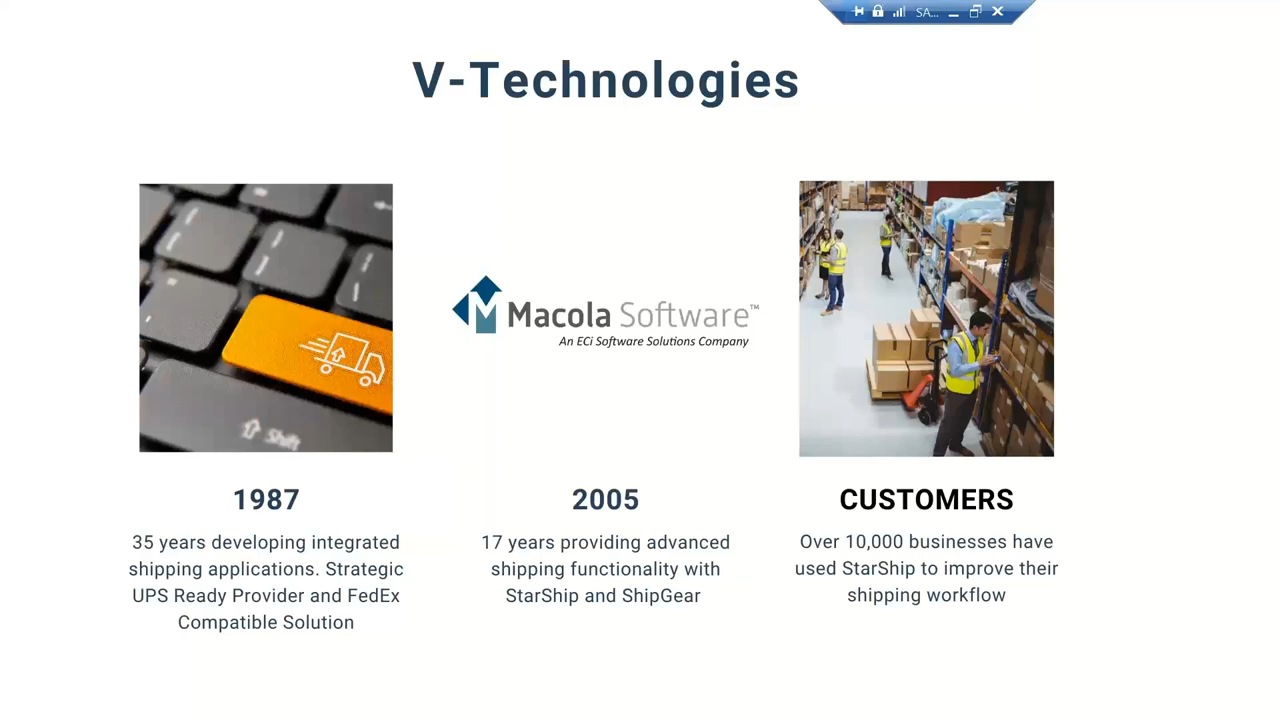 SA...
V-Technologies
Shift
Macola Software™
An ECi Software Solutions Company
1987
35 years developing integrated
shipping applications. Strategic
UPS Ready Provider and FedEx
Compatible Solution
2005
17 years providing advanced
shipping functionality with
StarShip and ShipGear
CUSTOMERS
Over 10,000 businesses have
used StarShip to improve their
shipping workflow